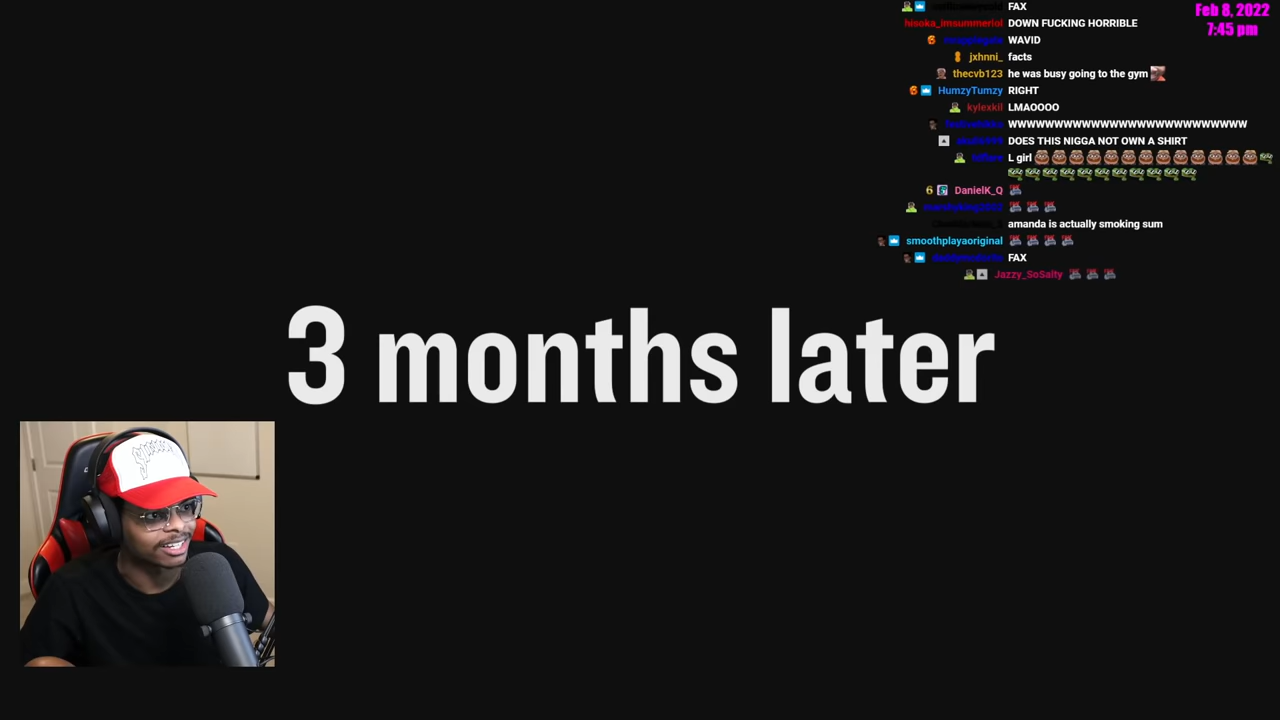 FAX
Feb 8, 2022
7:45 pm
hisoka_imsummeriol DOWN FUCKING HORRIBLE
WAVID
jxhnni_ facts
thecvb123 he was busy going to the gym
HumzyTumzy RIGHT
kylexkil LMAOOOO
WWWWWWWWWWWWWWWWWWWWWWWWWW
DOES THIS NIGGA NOT OWN A SHIRT
L girl
6 DanielK_Q
amanda is actually smoking sum
smoothplayaoriginal
FAX
Jazzy_SoSalty
3 months later